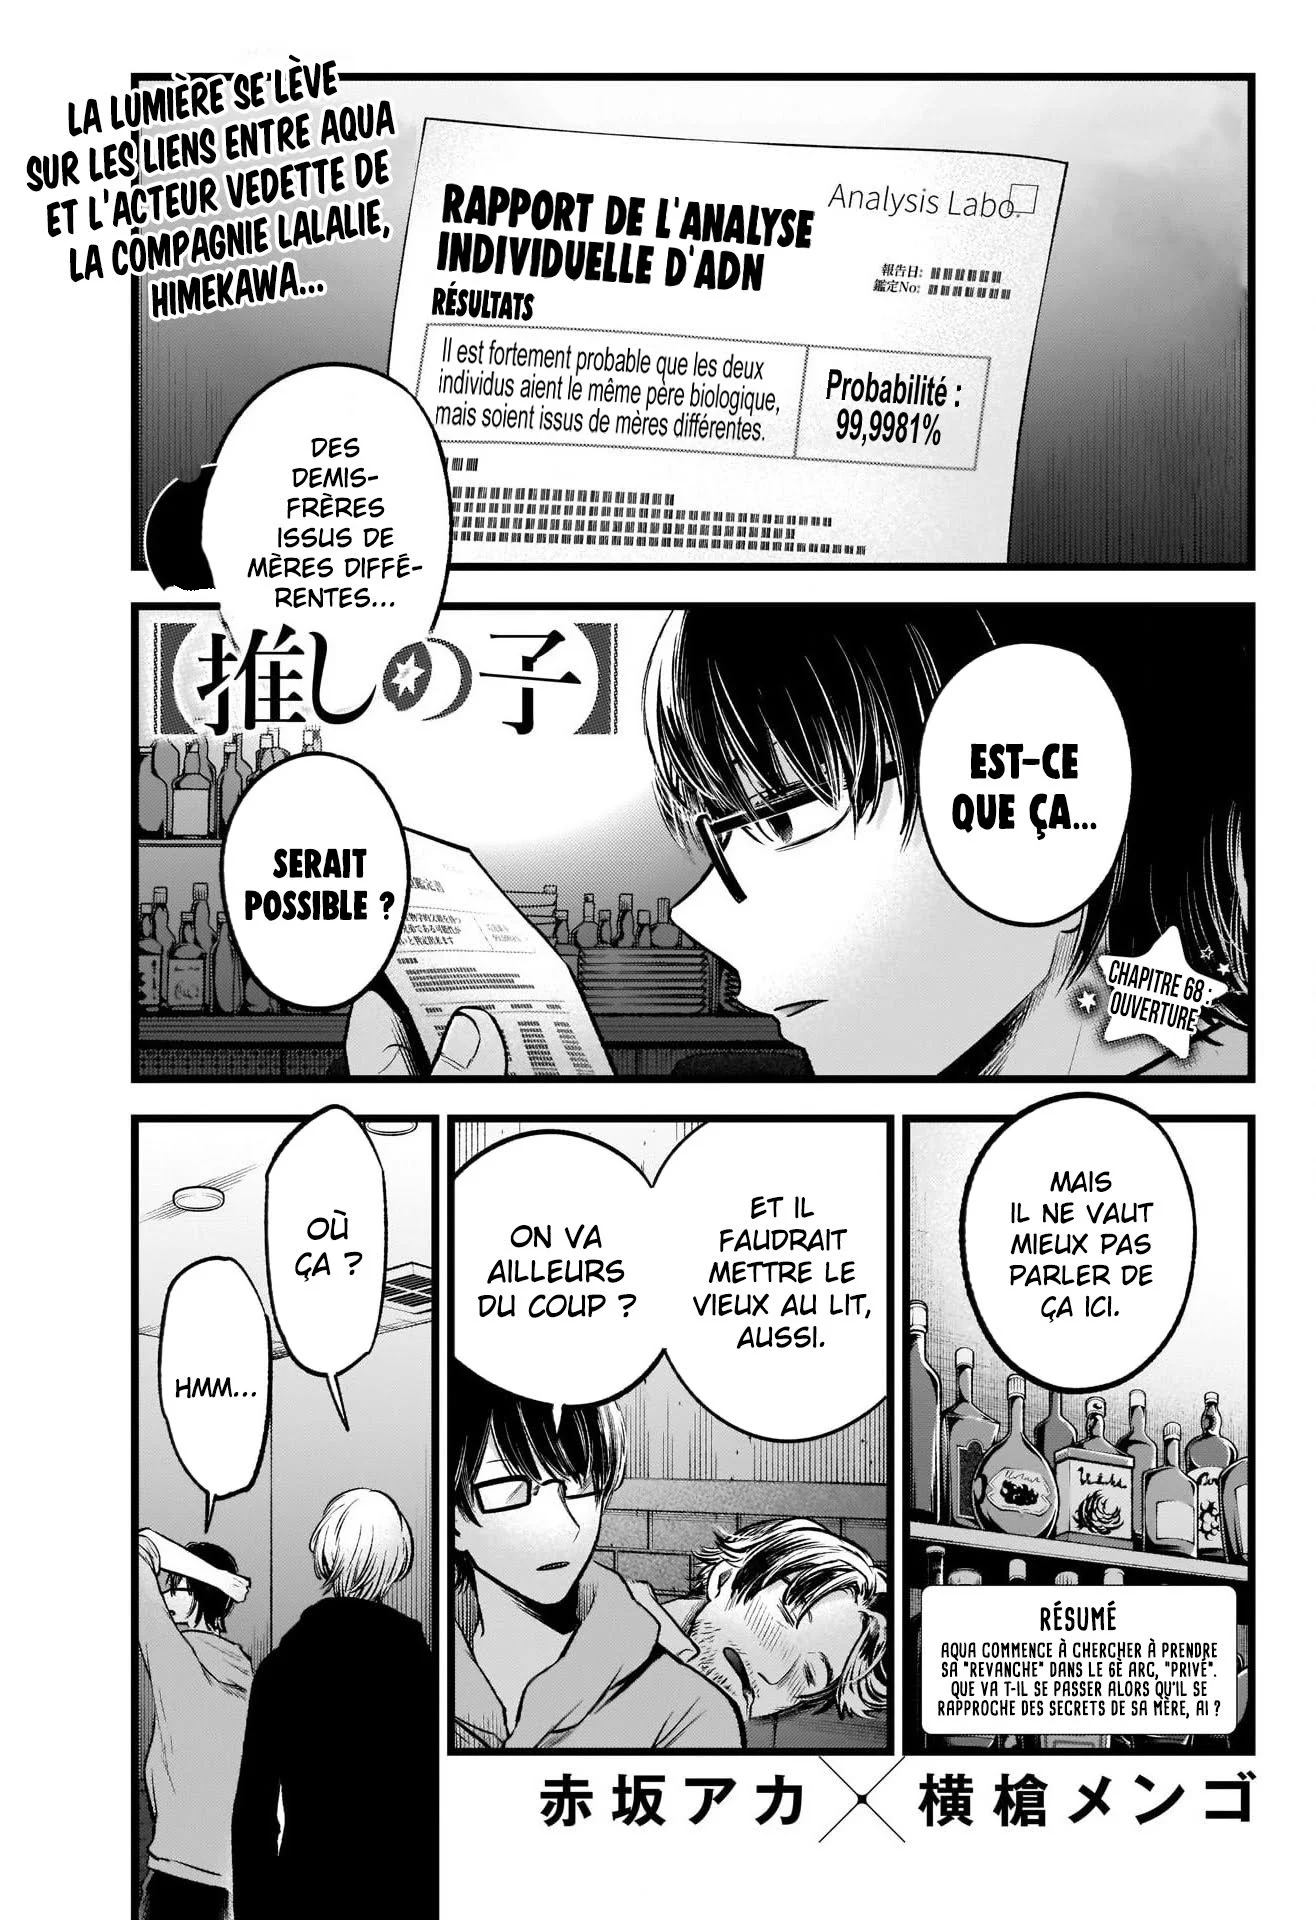 LA LUMIÈRE SE LÈVE
SUR LES LIENS ENTRE AQUA
ET L'ACTEUR VEDETTE DE
LA COMPAGNIE LALALIE,
HIMEKAWA...
Analysis Labo.
RAPPORT DE L'ANALYSE
INDIVIDUELLE D'ADN
報告日:
鑑定No:
RÉSULTATS
Il est fortement probable que les deux
individus aient le même père biologique,
mais soient issus de mères différentes.
Probabilité :
99,9981%
DES
DEMIS-
FRÈRES
ISSUS DE
MÈRES DIFFÉ-
RENTES...
【推しの子】
EST-CE
QUE ÇA...
SERAIT
POSSIBLE ?
CHAPITRE 68 :
OUVERTURE
MAIS
IL NE VAUT
MIEUX PAS
PARLER DE
ÇA ICI.
ET IL
FAUDRAIT
METTRE LE
VIEUX AU LIT,
AUSSI.
ON VA
AILLEURS
DU COUP ?
OÙ
ÇA ?
HMM...
RÉSUMÉ
AQUA COMMENCE À CHERCHER À PRENDRE
SA "REVANCHE" DANS LE 6È ARC, "PRIVÉ".
QUE VA T-IL SE PASSER ALORS QU'IL SE
RAPPROCHE DES SECRETS DE SA MÈRE, AI ?
赤坂アカ×横槍メンゴ